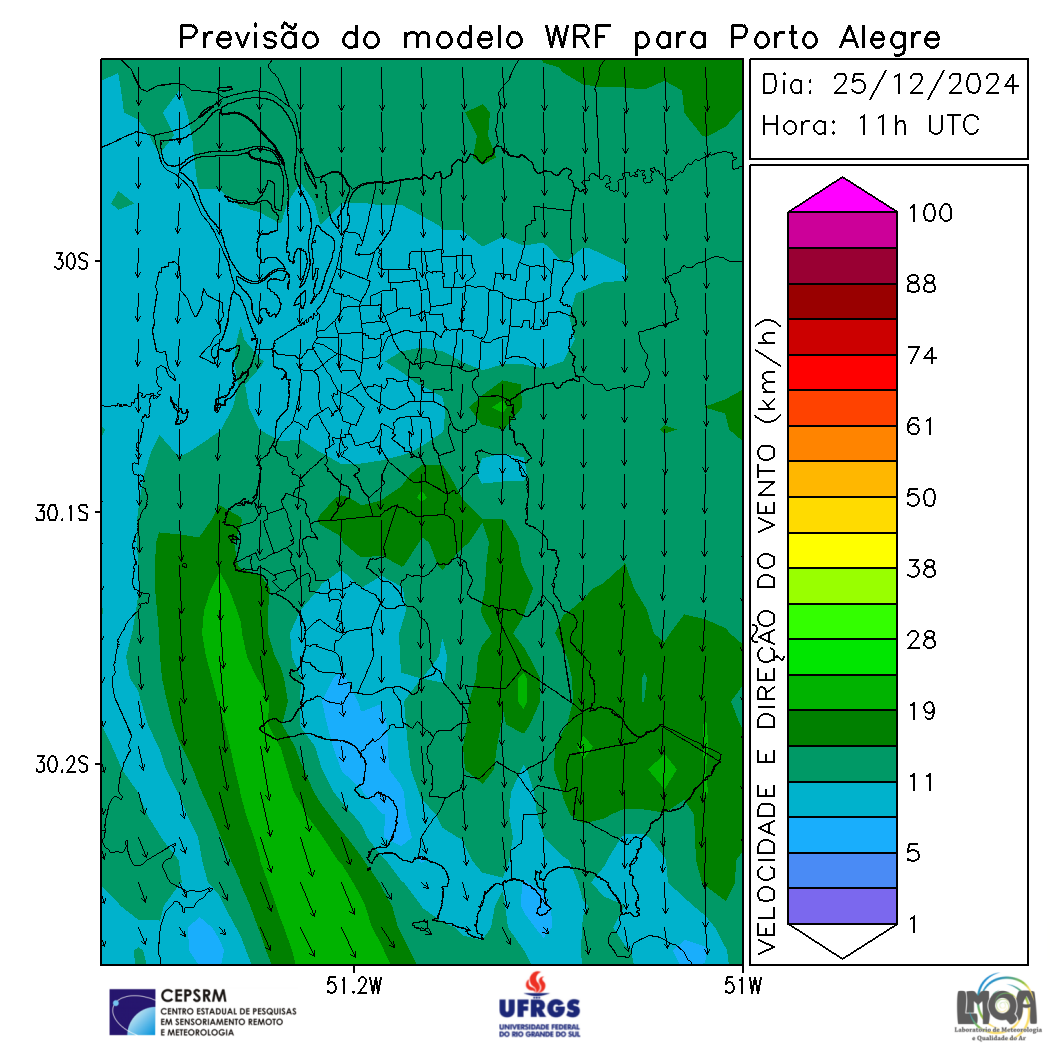 Previsão do modelo WRF para Porto Alegre
Dia: 25/12/2024
Hora: 11h UTC
30S
30.1S
30.2S
51.2W
51W
VELOCIDADE E DIREÇÃO DO VENTO (km/h)
100
88
74
61
50
38
28
19
11
5
1
CEPSRM
CENTRO ESTADUAL DE PESQUISAS
EM SENSORIAMENTO REMOTO
E METEOROLOGIA
UFRGS
UNIVERSIDADE FEDERAL
DO RIO GRANDE DO SUL
LMQA
Laboratório de Meteorologia
e Qualidade do Ar